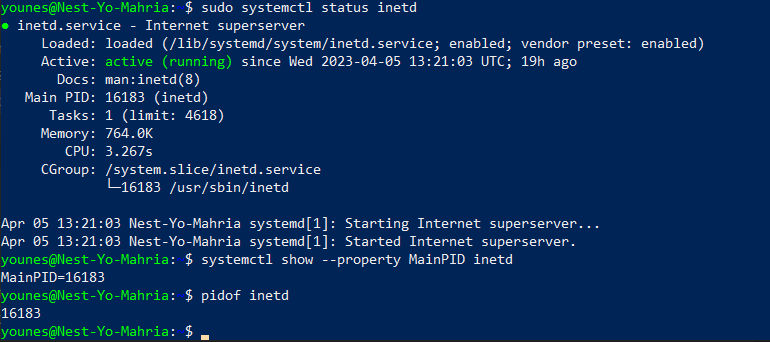 younes@Nest-Yo-Mahria: $ sudo systemctl status inetd
● inetd.service - Internet superserver
Loaded: loaded (/lib/systemd/system/inetd.service; enabled; vendor preset: enabled)
Active: active (running) since Wed 2023-04-05 13:21:03 UTC; 19h ago
Docs: man:inetd(8)
Main PID: 16183 (inetd)
Tasks: 1 (limit: 4618)
Memory: 764.0K
CPU: 3.267s
CGroup: /system.slice/inetd.service
└─16183 /usr/sbin/inetd
Apr 05 13:21:03 Nest-Yo-Mahria systemd[1]: Starting Internet superserver...
Apr 05 13:21:03 Nest-Yo-Mahria systemd[1]: Started Internet superserver.
younes@Nest-Yo-Mahria: $ systemctl show --property MainPID inetd
MainPID=16183
younes@Nest-Yo-Mahria: $ pidof inetd
16183
younes@Nest-Yo-Mahria: $